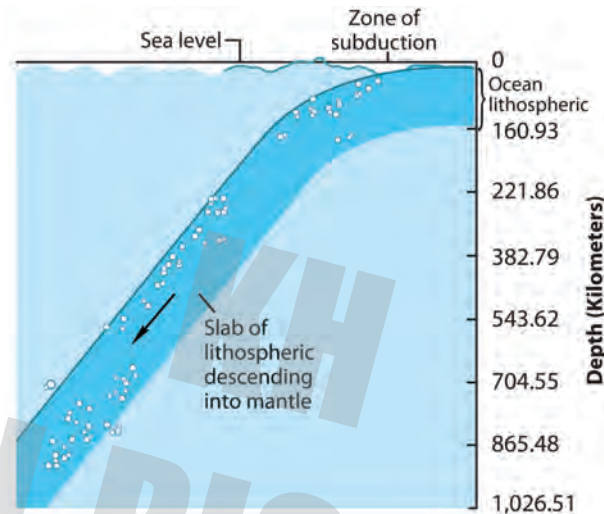 Sea level
Zone of
subduction
0
Ocean
lithospheric
160.93
221.86
382.79
543.62
704.55
865.48
1,026.51
Depth (Kilometers)
Slab of
lithospheric
descending
into mantle
KH